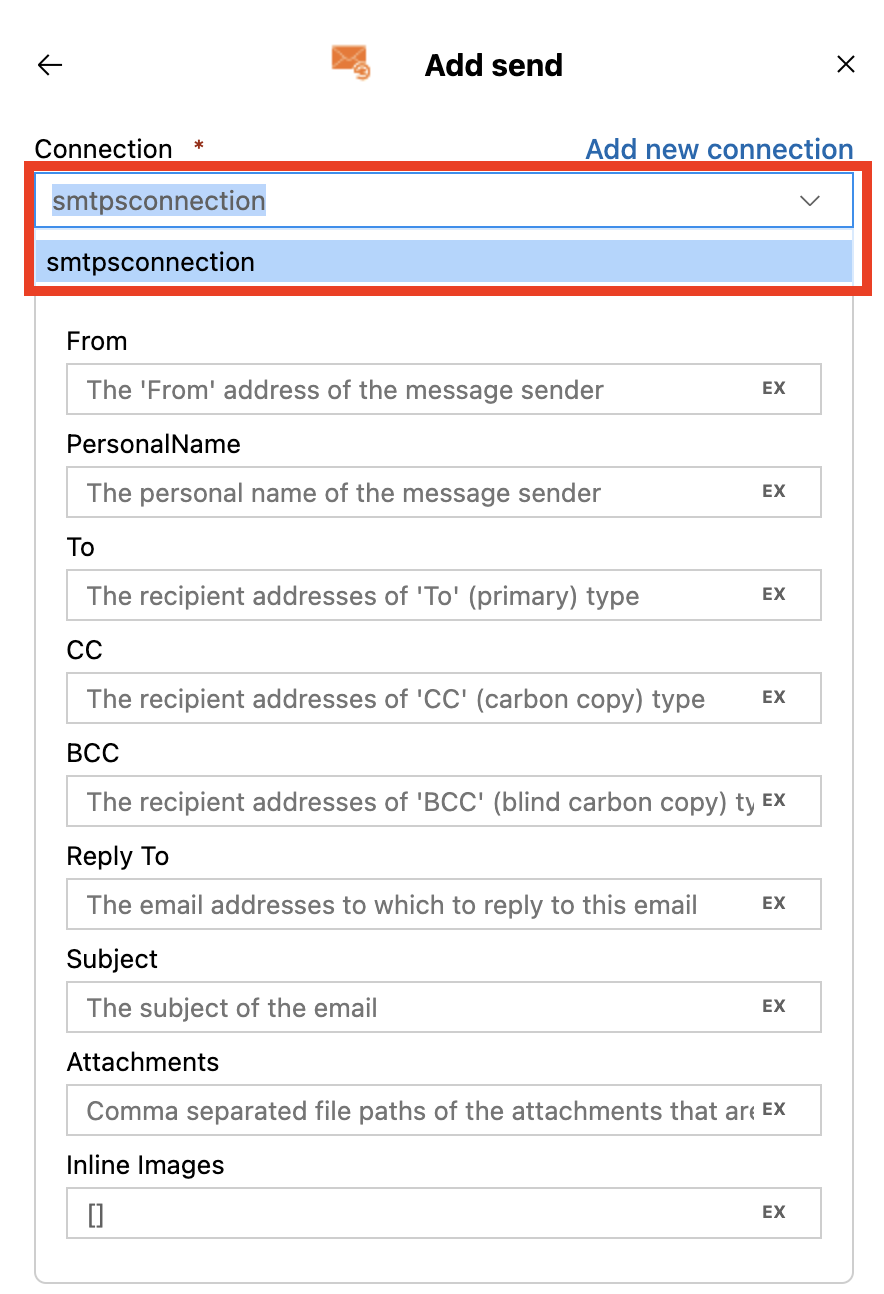 Add send
Connection *
Add new connection
smtpsconnection
smtpsconnection
From
The 'From' address of the message sender EX
PersonalName
The personal name of the message sender EX
To
The recipient addresses of 'To' (primary) type EX
CC
The recipient addresses of 'CC' (carbon copy) type EX
BCC
The recipient addresses of 'BCC' (blind carbon copy) ty EX
Reply To
The email addresses to which to reply to this email EX
Subject
The subject of the email EX
Attachments
Comma separated file paths of the attachments that are EX
Inline Images
[] EX